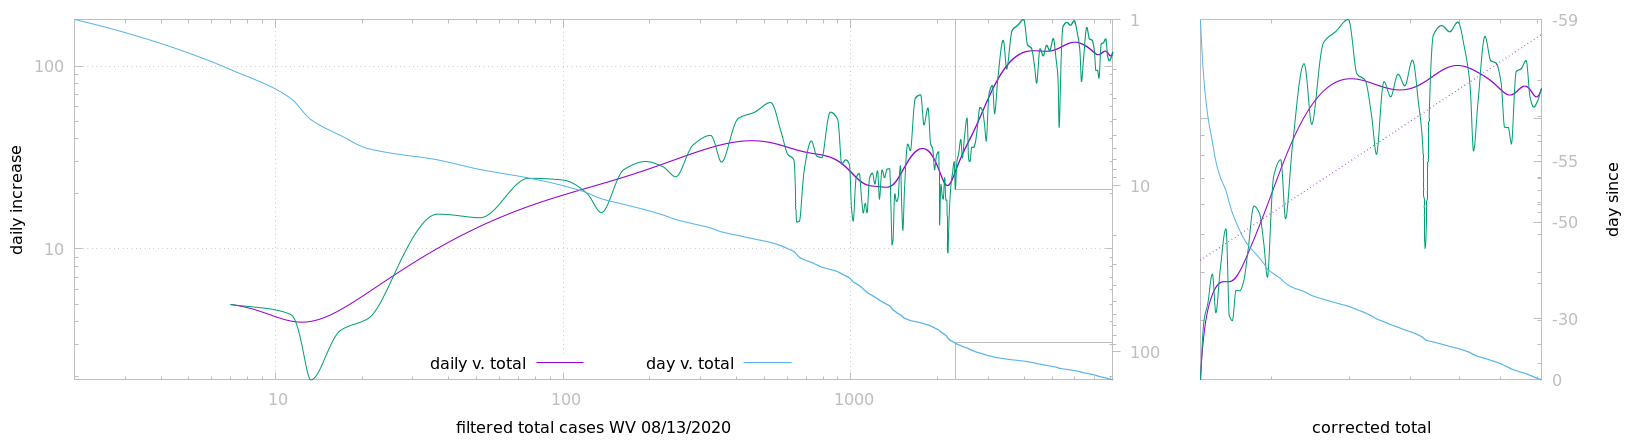 daily increase
100
10
daily v. total
day v. total
10
100
1000
filtered total cases WV 08/13/2020
1
10
100
-59
-55
-50
-30
0
day since
corrected total